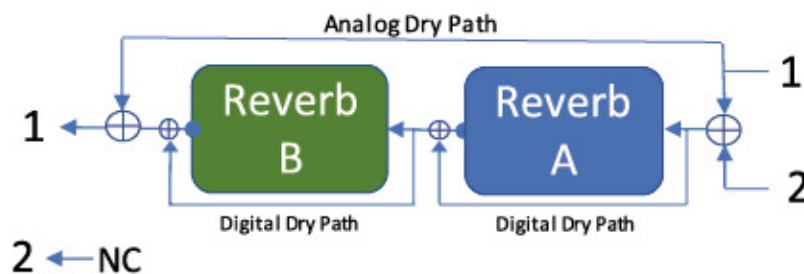 Analog Dry Path
1
Reverb
B
Reverb
A
1
2
Digital Dry Path
Digital Dry Path
2
NC